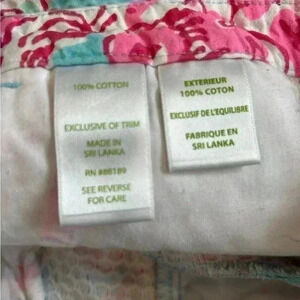 100% COTTON
EXCLUSIVE OF TRIM
MADE IN
SRI LANKA
RN #88189
SEE REVERSE
FOR CARE
EXTERIEUR
100% COTTON
EXCLUSIF DE L'EQUILIBRE
FABRIQUE EN
SRI LANKA